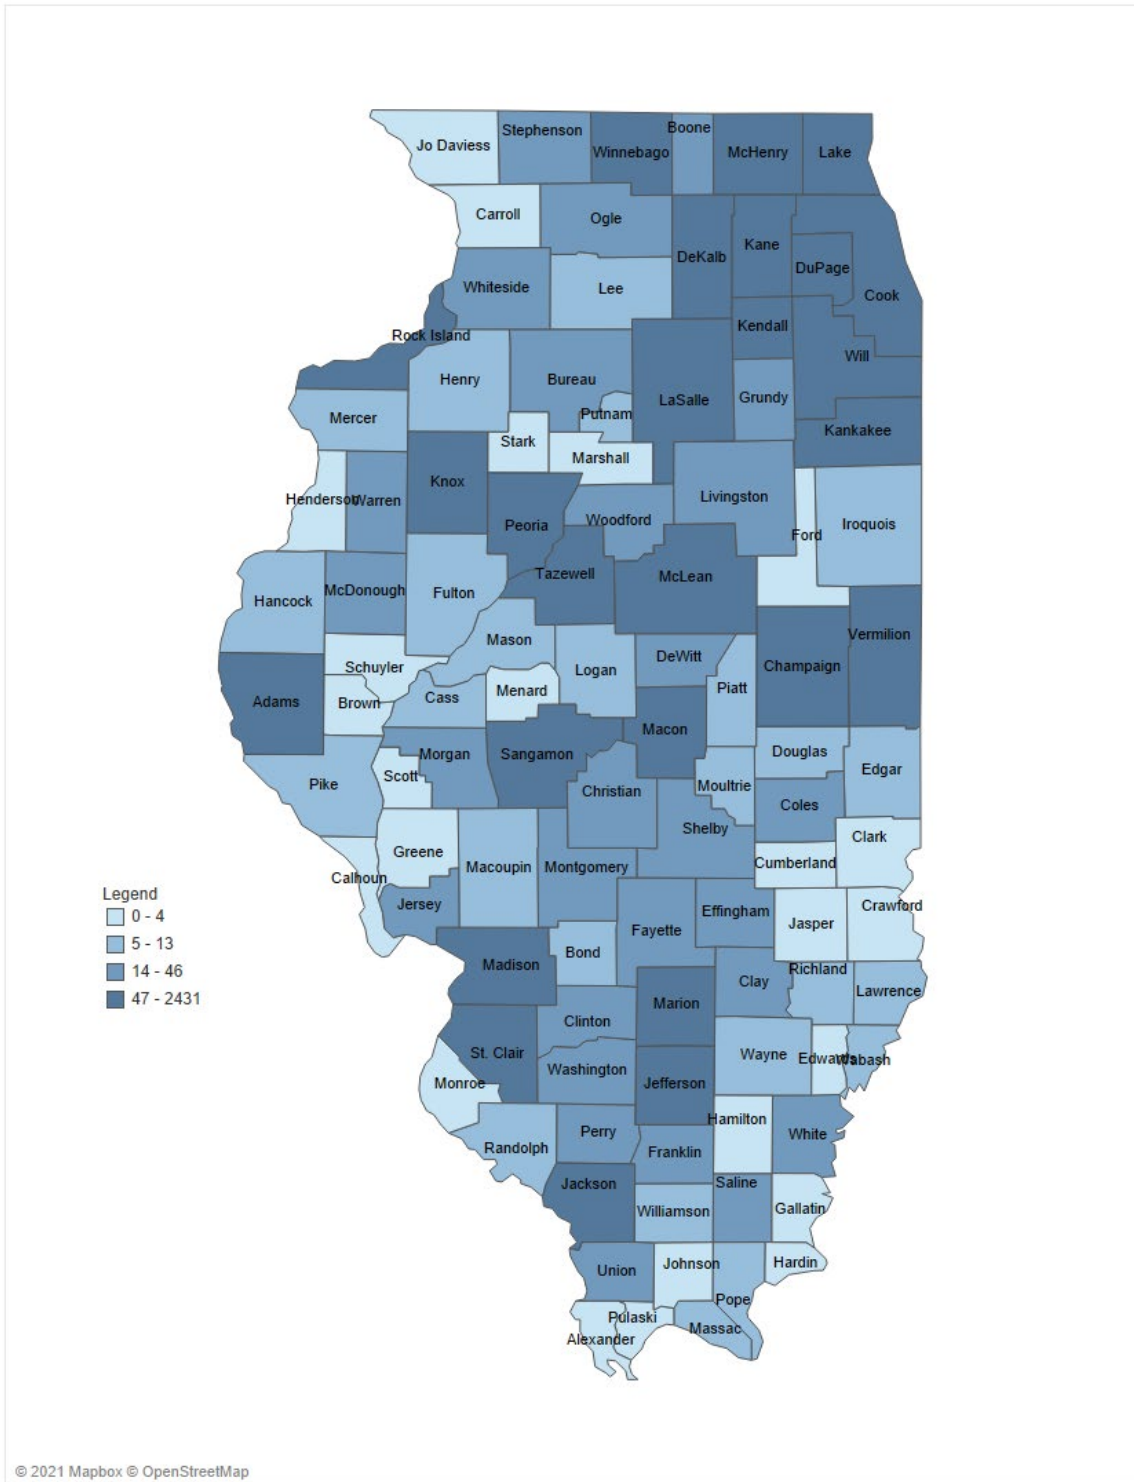 Jo Daviess
Stephenson
Winnebago
Boone
McHenry
Lake
Carroll
Ogle
DeKalb
Kane
DuPage
Cook
Whiteside
Lee
Kendall
Rock Island
Will
Henry
Bureau
LaSalle
Grundy
Putnam
Mercer
Kankakee
Stark
Marshall
Knox
Henderson
Warren
Livingston
Peoria
Woodford
Ford
Iroquois
Tazewell
McLean
McDonough
Fulton
Hancock
Mason
Vermilion
DeWitt
Champaign
Schuyler
Logan
Menard
Piatt
Cass
Brown
Adams
Macon
Morgan
Sangamon
Douglas
Scott
Edgar
Pike
Christian
Moultrie
Coles
Shelby
Clark
Greene
Macoupin
Montgomery
Cumberland
Calhoun
Legend
0 - 4
5 - 13
14 - 46
47 - 2431
Jersey
Effingham
Crawford
Jasper
Fayette
Bond
Madison
Richland
Clay
Lawrence
Marion
Clinton
St. Clair
Wayne
Edwards
Wabash
Washington
Monroe
Jefferson
Hamilton
Perry
White
Randolph
Franklin
Jackson
Saline
Williamson
Gallatin
Union
Johnson
Hardin
Pope
Pulaski
Massac
Alexander
© 2021 Mapbox © OpenStreetMap